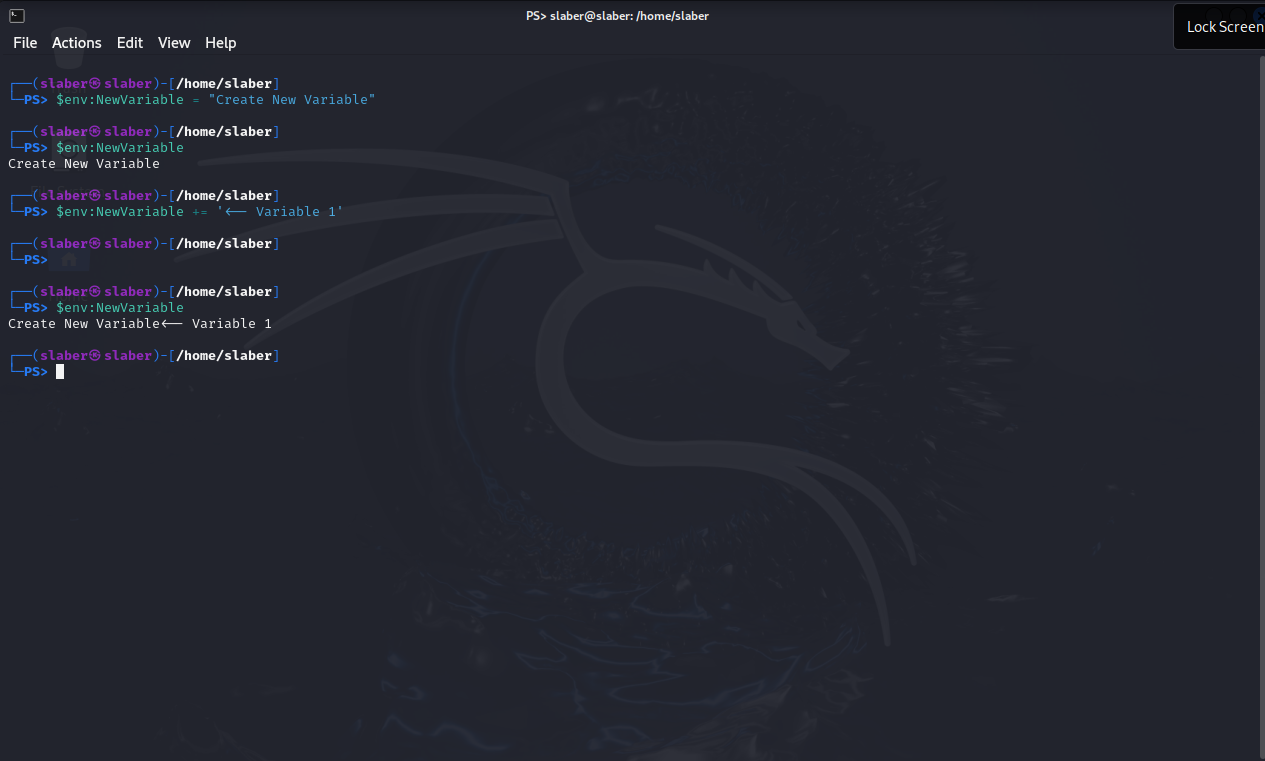 PS> slaber@slaber: /home/slaber
Lock Screen
File Actions Edit View Help
┌──(slaber㉿slaber)-[/home/slaber]
└─PS> $env:NewVariable = "Create New Variable"
┌──(slaber㉿slaber)-[/home/slaber]
└─PS> $env:NewVariable
Create New Variable
┌──(slaber㉿slaber)-[/home/slaber]
└─PS> $env:NewVariable += '<-- Variable 1'
┌──(slaber㉿slaber)-[/home/slaber]
└─PS>
┌──(slaber㉿slaber)-[/home/slaber]
└─PS> $env:NewVariable
Create New Variable<-- Variable 1
┌──(slaber㉿slaber)-[/home/slaber]
└─PS>